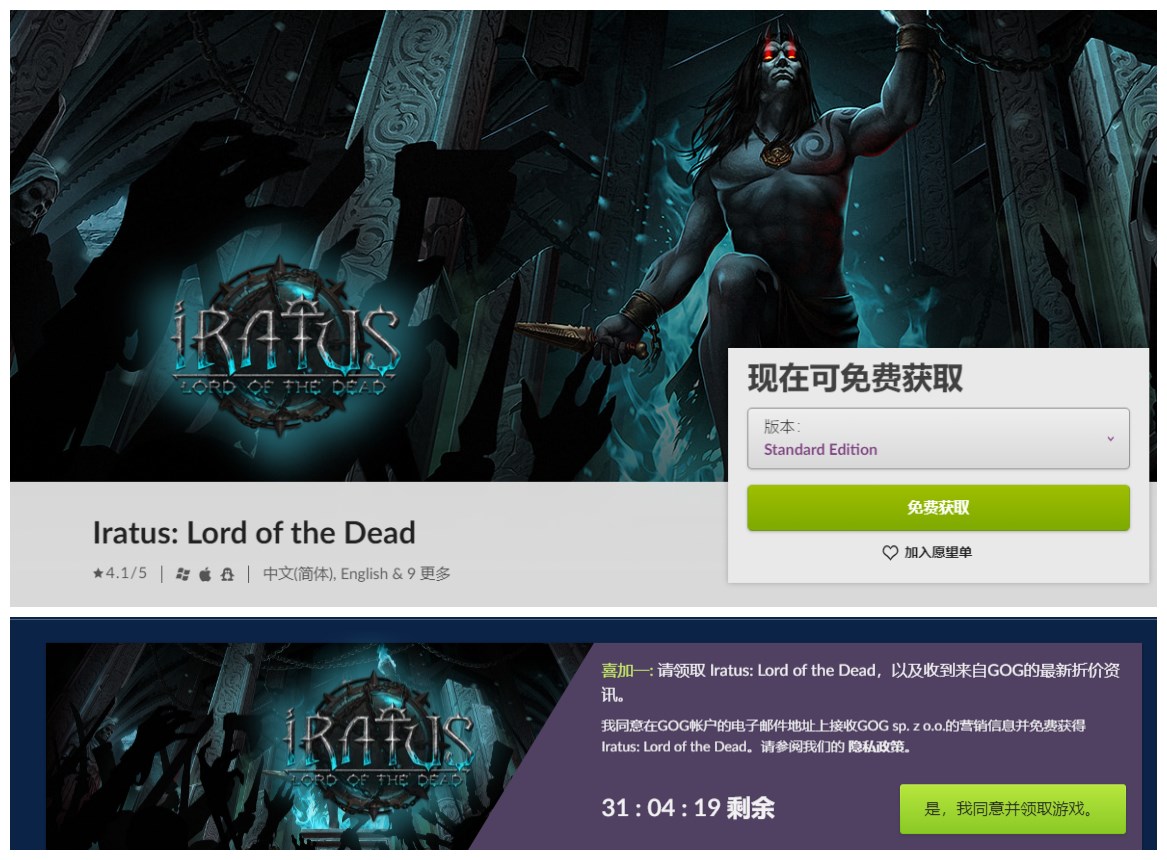 IRATUS
LORD OF THE DEAD
现在可免费获取
版本：
Standard Edition
免费获取
加入愿望单
Iratus: Lord of the Dead
★4.1/5
中文(简体), English & 9 更多
IRATUS
LORD OF THE DEAD
喜加一: 请领取 Iratus: Lord of the Dead，以及收到来自GOG的最新折价资
讯。
我同意在GOG帐户的电子邮件地址上接收GOG sp. z o.o.的营销信息并免费获得
Iratus: Lord of the Dead。请参阅我们的 隐私政策。
31 : 04 : 19 剩余
是，我同意并领取游戏。